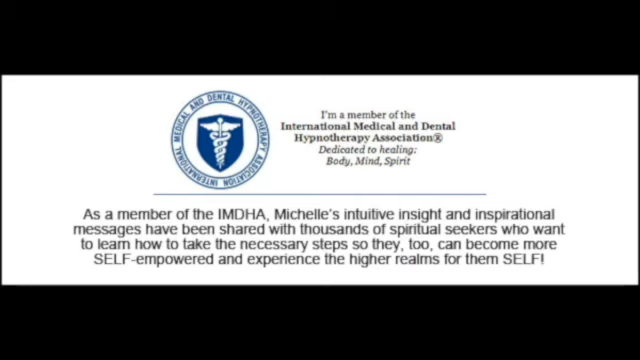 INTERNATIONAL MEDICAL AND DENTAL HYPNOTHERAPY ASSOCIATION
I'm a member of the
International Medical and Dental
Hypnotherapy Association®
Dedicated to healing:
Body, Mind, Spirit
As a member of the IMDHA, Michelle's intuitive insight and inspirational
messages have been shared with thousands of spiritual seekers who want
to learn how to take the necessary steps so they, too, can become more
SELF-empowered and experience the higher realms for them SELF!